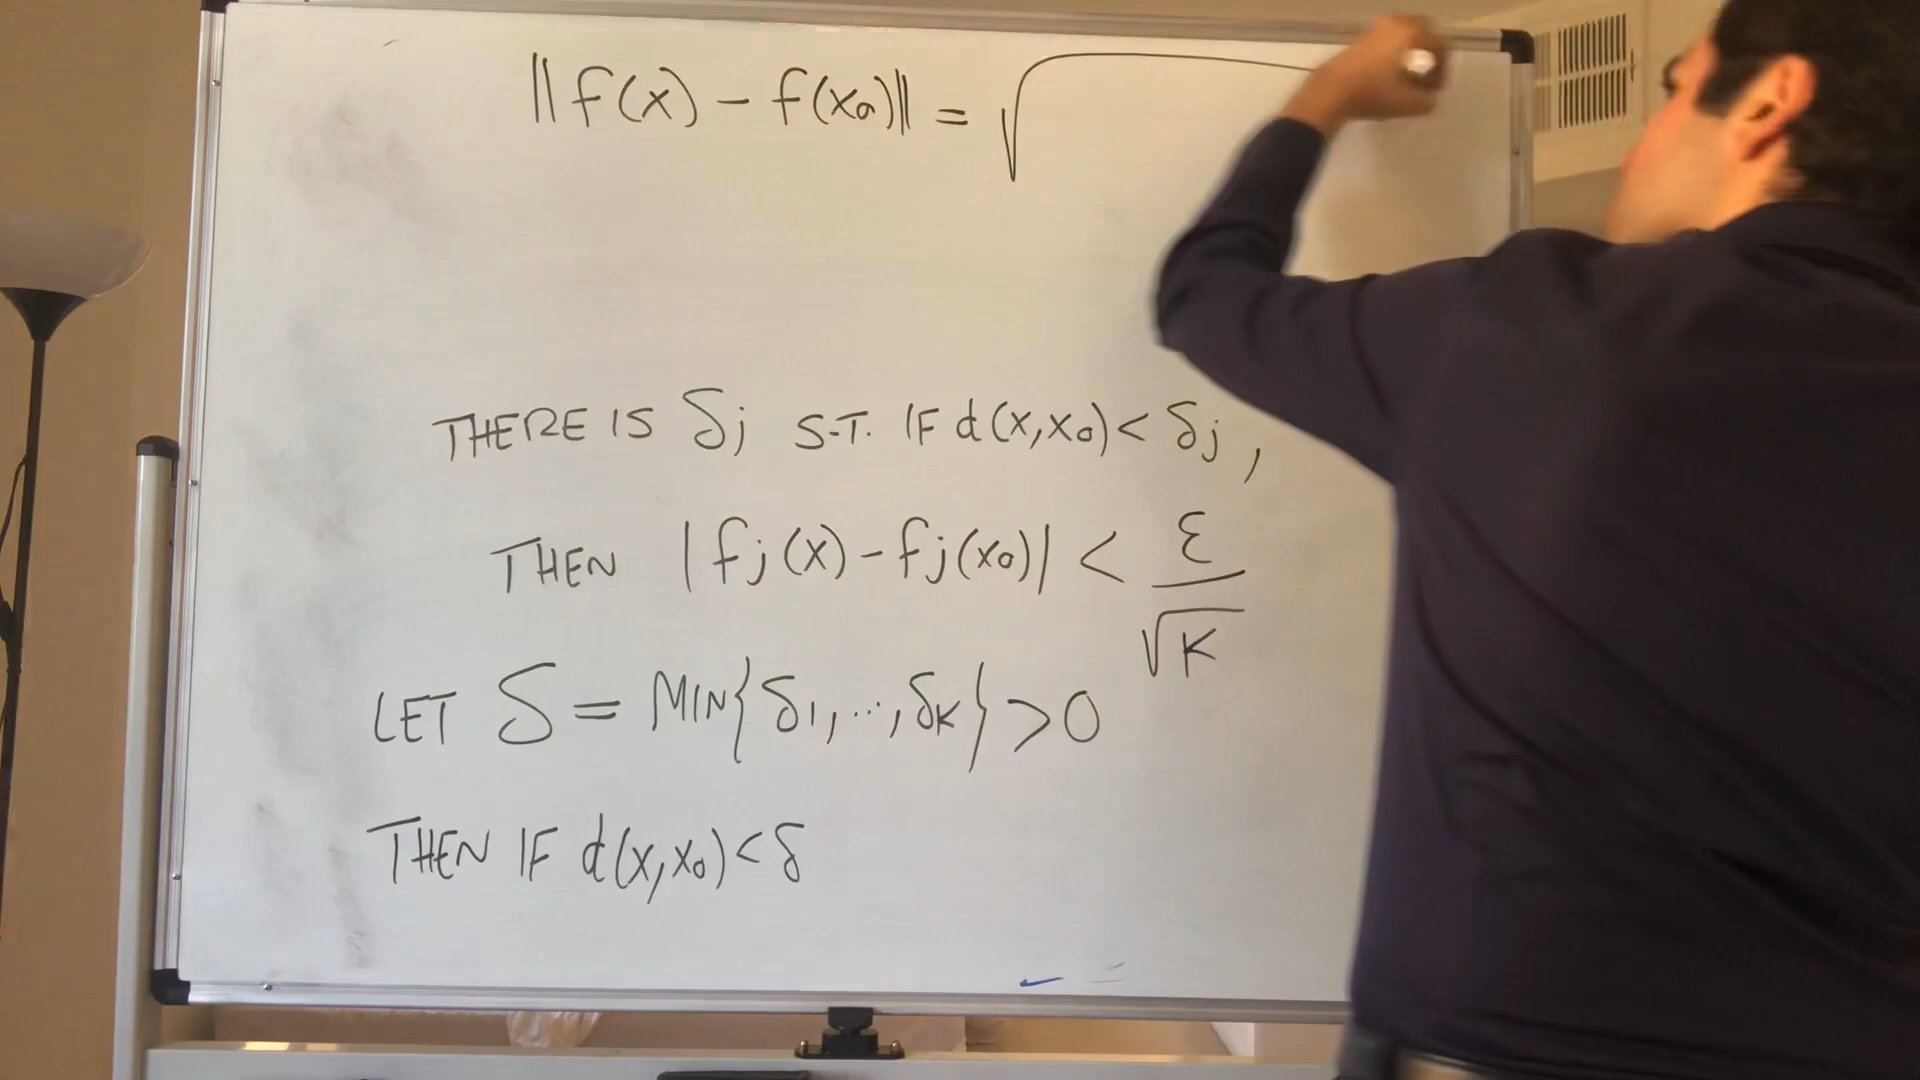 ‖f(x) - f(x₀)‖ = √
THERE IS δj S.T. IF d(x,x₀) < δj ,
THEN |fj(x) - fj(x₀)| < ε/√K
LET δ = MIN{δ1,...,δK} > 0
THEN IF d(x,x₀) < δ